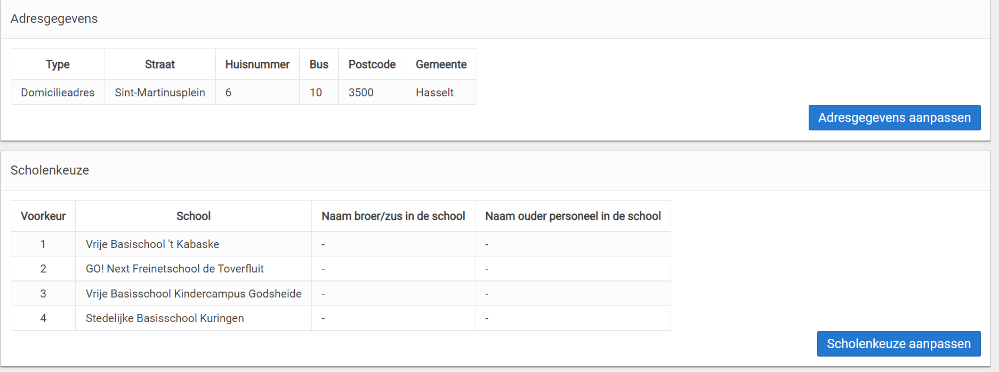 Adresgegevens
Type Straat Huisnummer Bus Postcode Gemeente
Domicilieadres Sint-Martinusplein 6 10 3500 Hasselt
Adresgegevens aanpassen
Scholenkeuze
Voorkeur School Naam broer/zus in de school Naam ouder personeel in de school
1 Vrije Basischool 't Kabaske - -
2 GO! Next Freinetschool de Toverfluit - -
3 Vrije Basisschool Kindercampus Godsheide - -
4 Stedelijke Basisschool Kuringen - -
Scholenkeuze aanpassen